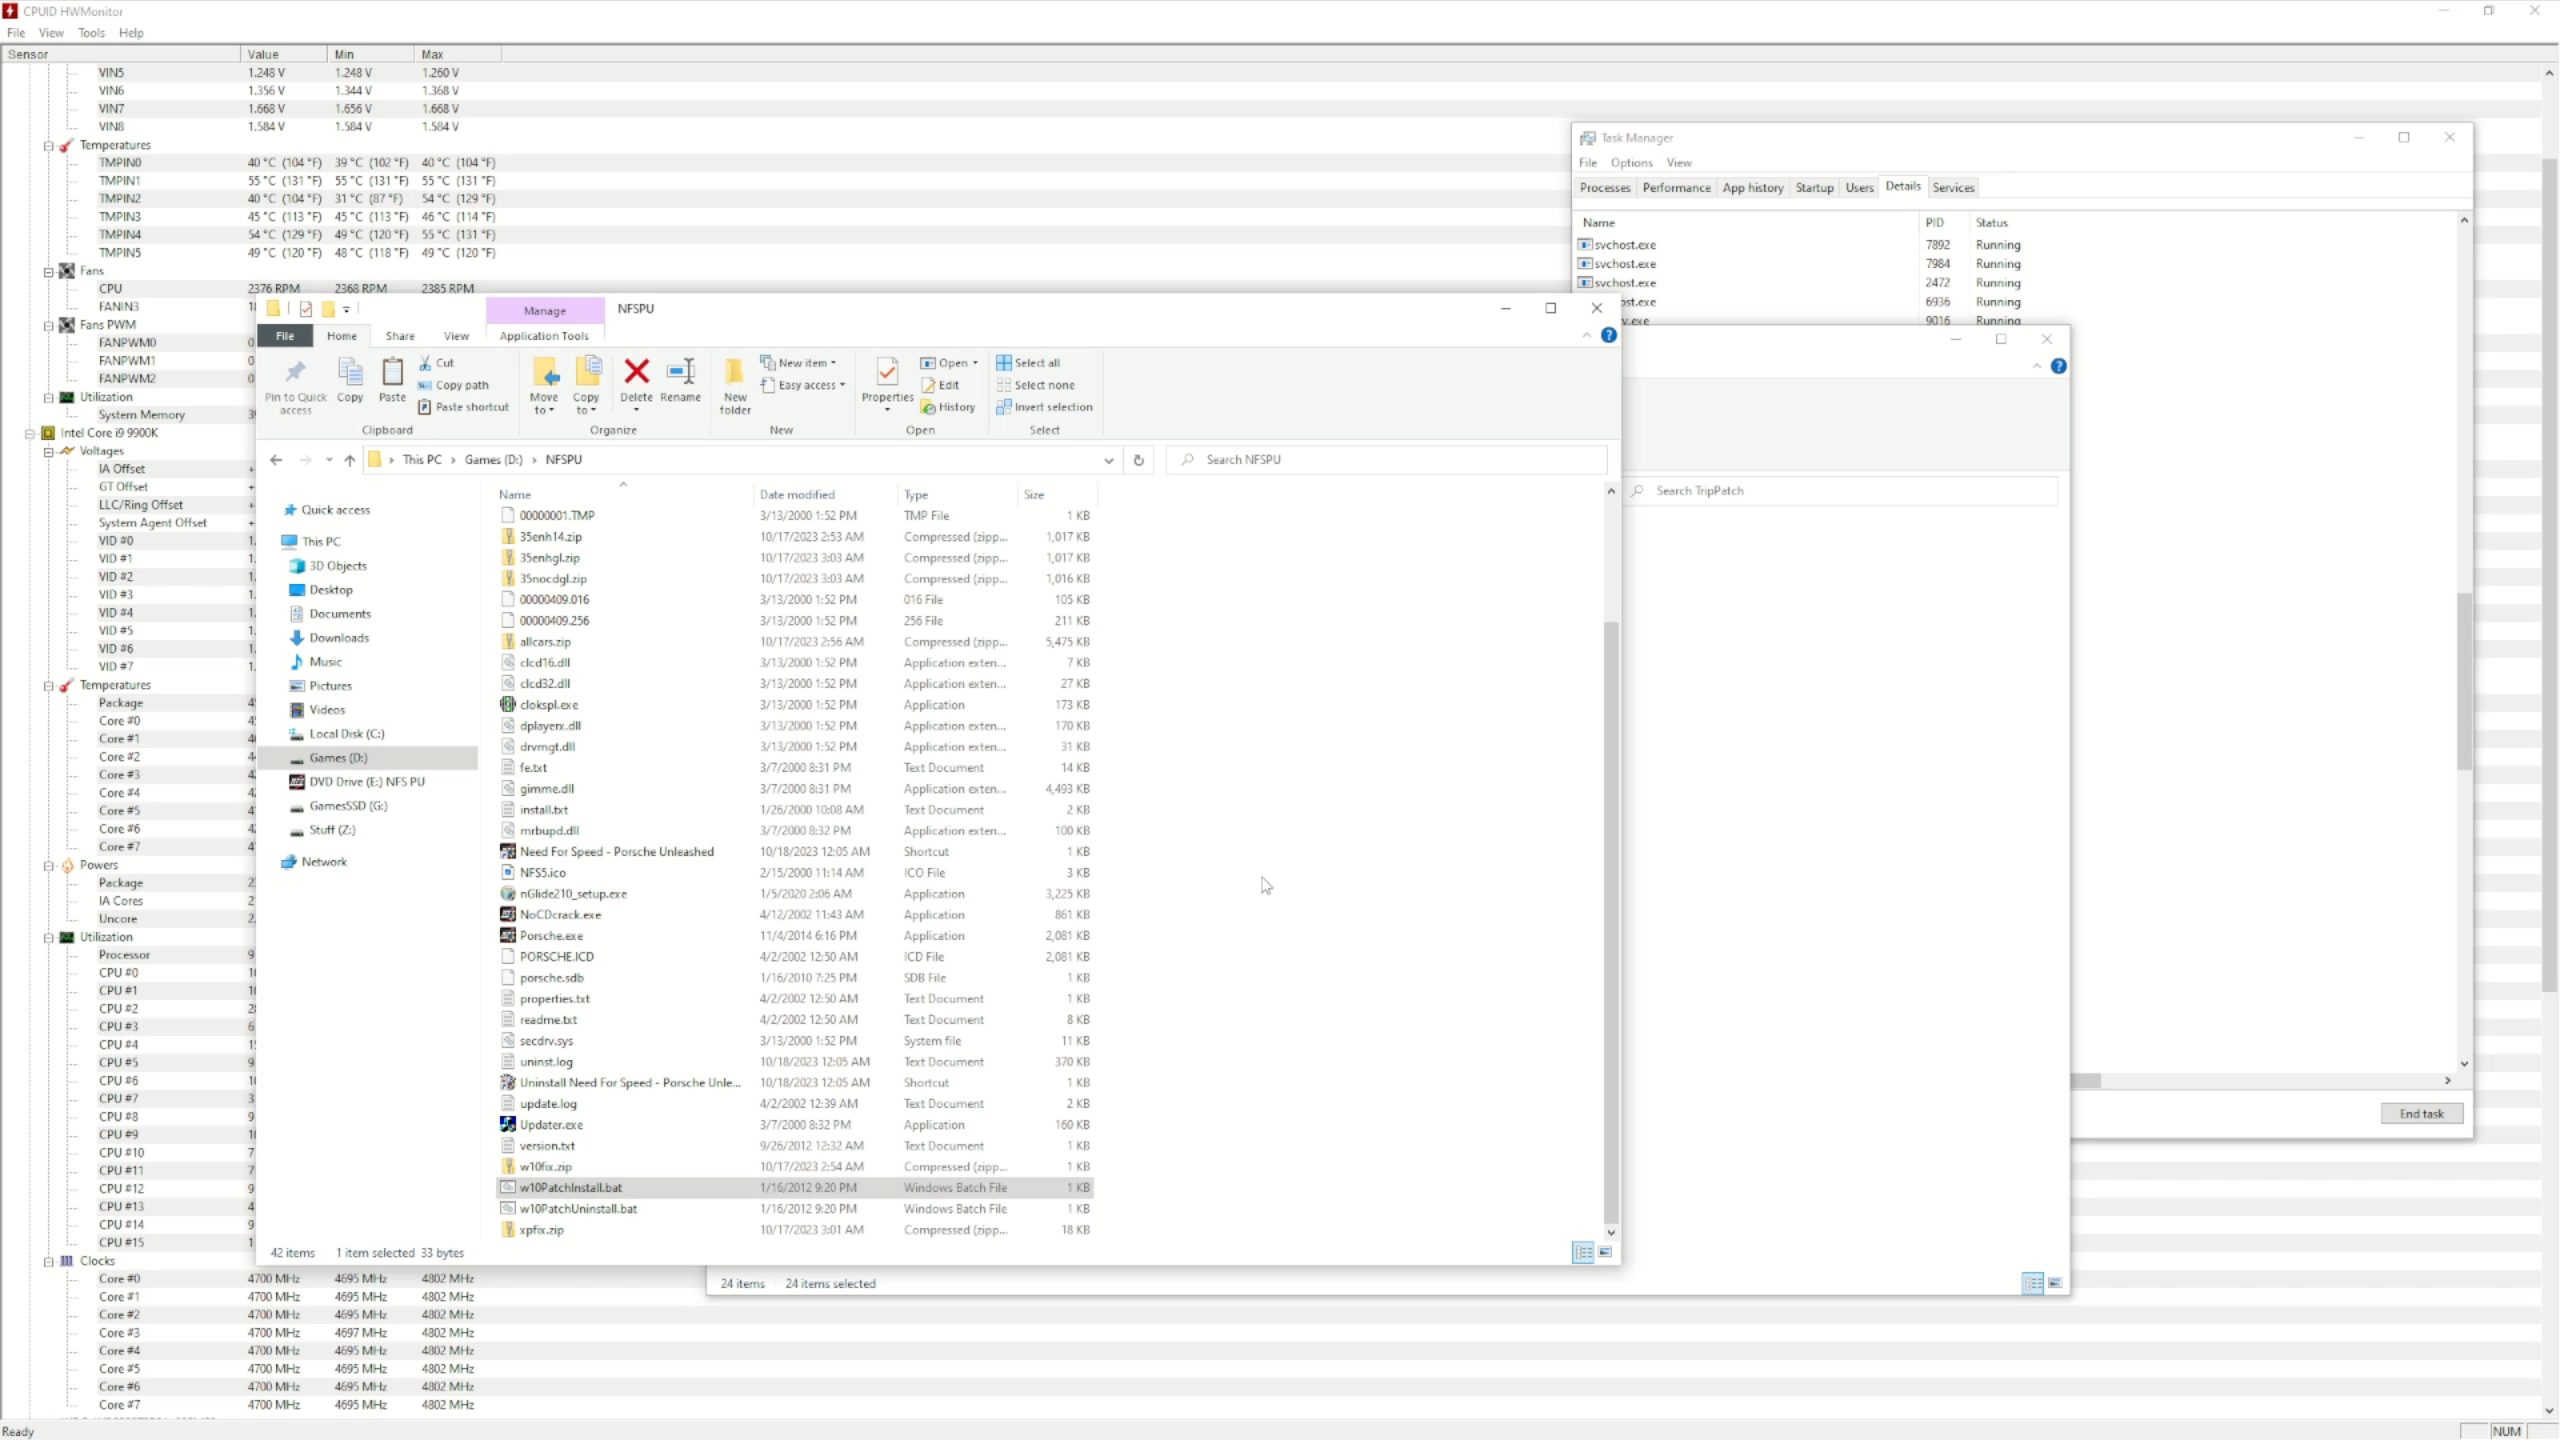 CPUID HWMonitor
File View Tools Help
Sensor Value Min Max
VIN5 1.248 V 1.248 V 1.260 V
VIN6 1.356 V 1.344 V 1.368 V
VIN7 1.668 V 1.656 V 1.668 V
VIN8 1.584 V 1.584 V 1.584 V
Temperatures
TMPIN0 40 °C (104 °F) 39 °C (102 °F) 40 °C (104 °F)
TMPIN1 55 °C (131 °F) 55 °C (131 °F) 55 °C (131 °F)
TMPIN2 40 °C (104 °F) 31 °C (87 °F) 54 °C (129 °F)
TMPIN3 45 °C (113 °F) 45 °C (113 °F) 46 °C (114 °F)
TMPIN4 54 °C (129 °F) 49 °C (120 °F) 55 °C (131 °F)
TMPIN5 49 °C (120 °F) 48 °C (118 °F) 49 °C (120 °F)
Fans
CPU 2376 RPM 2368 RPM 2385 RPM
FANIN3
Fans PWM
FANPWM0
FANPWM1
FANPWM2
Utilization
System Memory
Intel Core i9 9900K
Voltages
IA Offset
GT Offset
LLC/Ring Offset
System Agent Offset
VID #0
VID #1
VID #2
VID #3
VID #4
VID #5
VID #6
VID #7
Temperatures
Package
Core #0
Core #1
Core #2
Core #3
Core #4
Core #5
Core #6
Core #7
Powers
Package
IA Cores
Uncore
Utilization
Processor
CPU #0
CPU #1
CPU #2
CPU #3
CPU #4
CPU #5
CPU #6
CPU #7
CPU #8
CPU #9
CPU #10
CPU #11
CPU #12
CPU #13
CPU #14
CPU #15
Clocks
Core #0 4700 MHz 4695 MHz 4802 MHz
Core #1 4700 MHz 4695 MHz 4802 MHz
Core #2 4700 MHz 4695 MHz 4802 MHz
Core #3 4700 MHz 4697 MHz 4802 MHz
Core #4 4700 MHz 4695 MHz 4802 MHz
Core #5 4700 MHz 4695 MHz 4802 MHz
Core #6 4700 MHz 4695 MHz 4802 MHz
Core #7 4700 MHz 4695 MHz 4802 MHz
Ready
NUM
Manage NFSPU
File Home Share View Application Tools
Pin to Quick access
Copy
Paste
Cut
Copy path
Paste shortcut
Clipboard
Move to
Copy to
Delete
Rename
Organize
New folder
New item
Easy access
New
Properties
Open
Edit
History
Open
Select all
Select none
Invert selection
Select
This PC > Games (D:) > NFSPU
Search NFSPU
Quick access
This PC
3D Objects
Desktop
Documents
Downloads
Music
Pictures
Videos
Local Disk (C:)
Games (D:)
DVD Drive (E:) NFS PU
GamesSSD (G:)
Stuff (Z:)
Network
Name Date modified Type Size
00000001.TMP 3/13/2000 1:52 PM TMP File 1 KB
35enh14.zip 10/17/2023 2:53 AM Compressed (zipp... 1,017 KB
35enhgl.zip 10/17/2023 3:03 AM Compressed (zipp... 1,017 KB
35nocdgl.zip 10/17/2023 3:03 AM Compressed (zipp... 1,016 KB
00000409.016 3/13/2000 1:52 PM 016 File 105 KB
00000409.256 3/13/2000 1:52 PM 256 File 211 KB
allcars.zip 10/17/2023 2:56 AM Compressed (zipp... 5,475 KB
clcd16.dll 3/13/2000 1:52 PM Application exten... 7 KB
clcd32.dll 3/13/2000 1:52 PM Application exten... 27 KB
clokspl.exe 3/13/2000 1:52 PM Application 173 KB
dplayerx.dll 3/13/2000 1:52 PM Application exten... 170 KB
drvmgt.dll 3/13/2000 1:52 PM Application exten... 31 KB
fe.txt 3/7/2000 8:31 PM Text Document 14 KB
gimme.dll 3/7/2000 8:31 PM Application exten... 4,493 KB
install.txt 1/26/2000 10:08 AM Text Document 2 KB
mrbupd.dll 3/7/2000 8:32 PM Application exten... 100 KB
Need For Speed - Porsche Unleashed 10/18/2023 12:05 AM Shortcut 1 KB
NFS5.ico 2/15/2000 11:14 AM ICO File 3 KB
nGlide210_setup.exe 1/5/2020 2:06 AM Application 3,225 KB
NoCDcrack.exe 4/12/2002 11:43 AM Application 861 KB
Porsche.exe 11/4/2014 6:16 PM Application 2,081 KB
PORSCHE.ICD 4/2/2002 12:50 AM ICD File 2,081 KB
porsche.sdb 1/16/2010 7:25 PM SDB File 1 KB
properties.txt 4/2/2002 12:50 AM Text Document 1 KB
readme.txt 4/2/2002 12:50 AM Text Document 8 KB
secdrv.sys 3/13/2000 1:52 PM System file 11 KB
uninst.log 10/18/2023 12:05 AM Text Document 370 KB
Uninstall Need For Speed - Porsche Unle... 10/18/2023 12:05 AM Shortcut 1 KB
update.log 4/2/2002 12:39 AM Text Document 2 KB
Updater.exe 3/7/2000 8:32 PM Application 160 KB
version.txt 9/26/2012 12:32 AM Text Document 1 KB
w10fix.zip 10/17/2023 2:54 AM Compressed (zipp... 1 KB
w10PatchInstall.bat 1/16/2012 9:20 PM Windows Batch File 1 KB
w10PatchUninstall.bat 1/16/2012 9:20 PM Windows Batch File 1 KB
xpfix.zip 10/17/2023 3:01 AM Compressed (zipp... 18 KB
42 items 1 item selected 33 bytes
Search TripPatch
24 items 24 items selected
Task Manager
File Options View
Processes Performance App history Startup Users Details Services
Name PID Status
svchost.exe 7892 Running
svchost.exe 7984 Running
svchost.exe 2472 Running
ost.exe 6936 Running
v.exe 9016 Running
End task